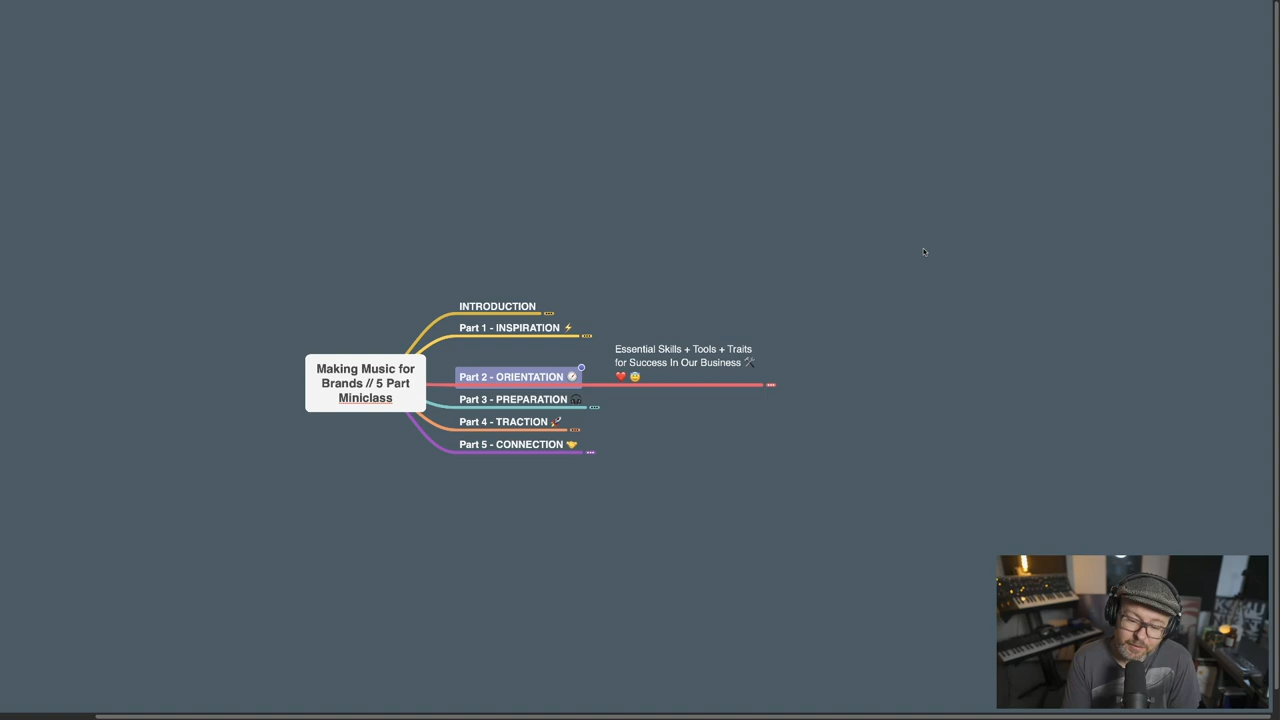 INTRODUCTION
Part 1 - INSPIRATION ⚡
Essential Skills + Tools + Traits
for Success In Our Business 🛠️
❤️ 😇
Making Music for
Brands // 5 Part
Miniclass
Part 2 - ORIENTATION 🧭
Part 3 - PREPARATION 🎧
Part 4 - TRACTION 🚀
Part 5 - CONNECTION 🤝